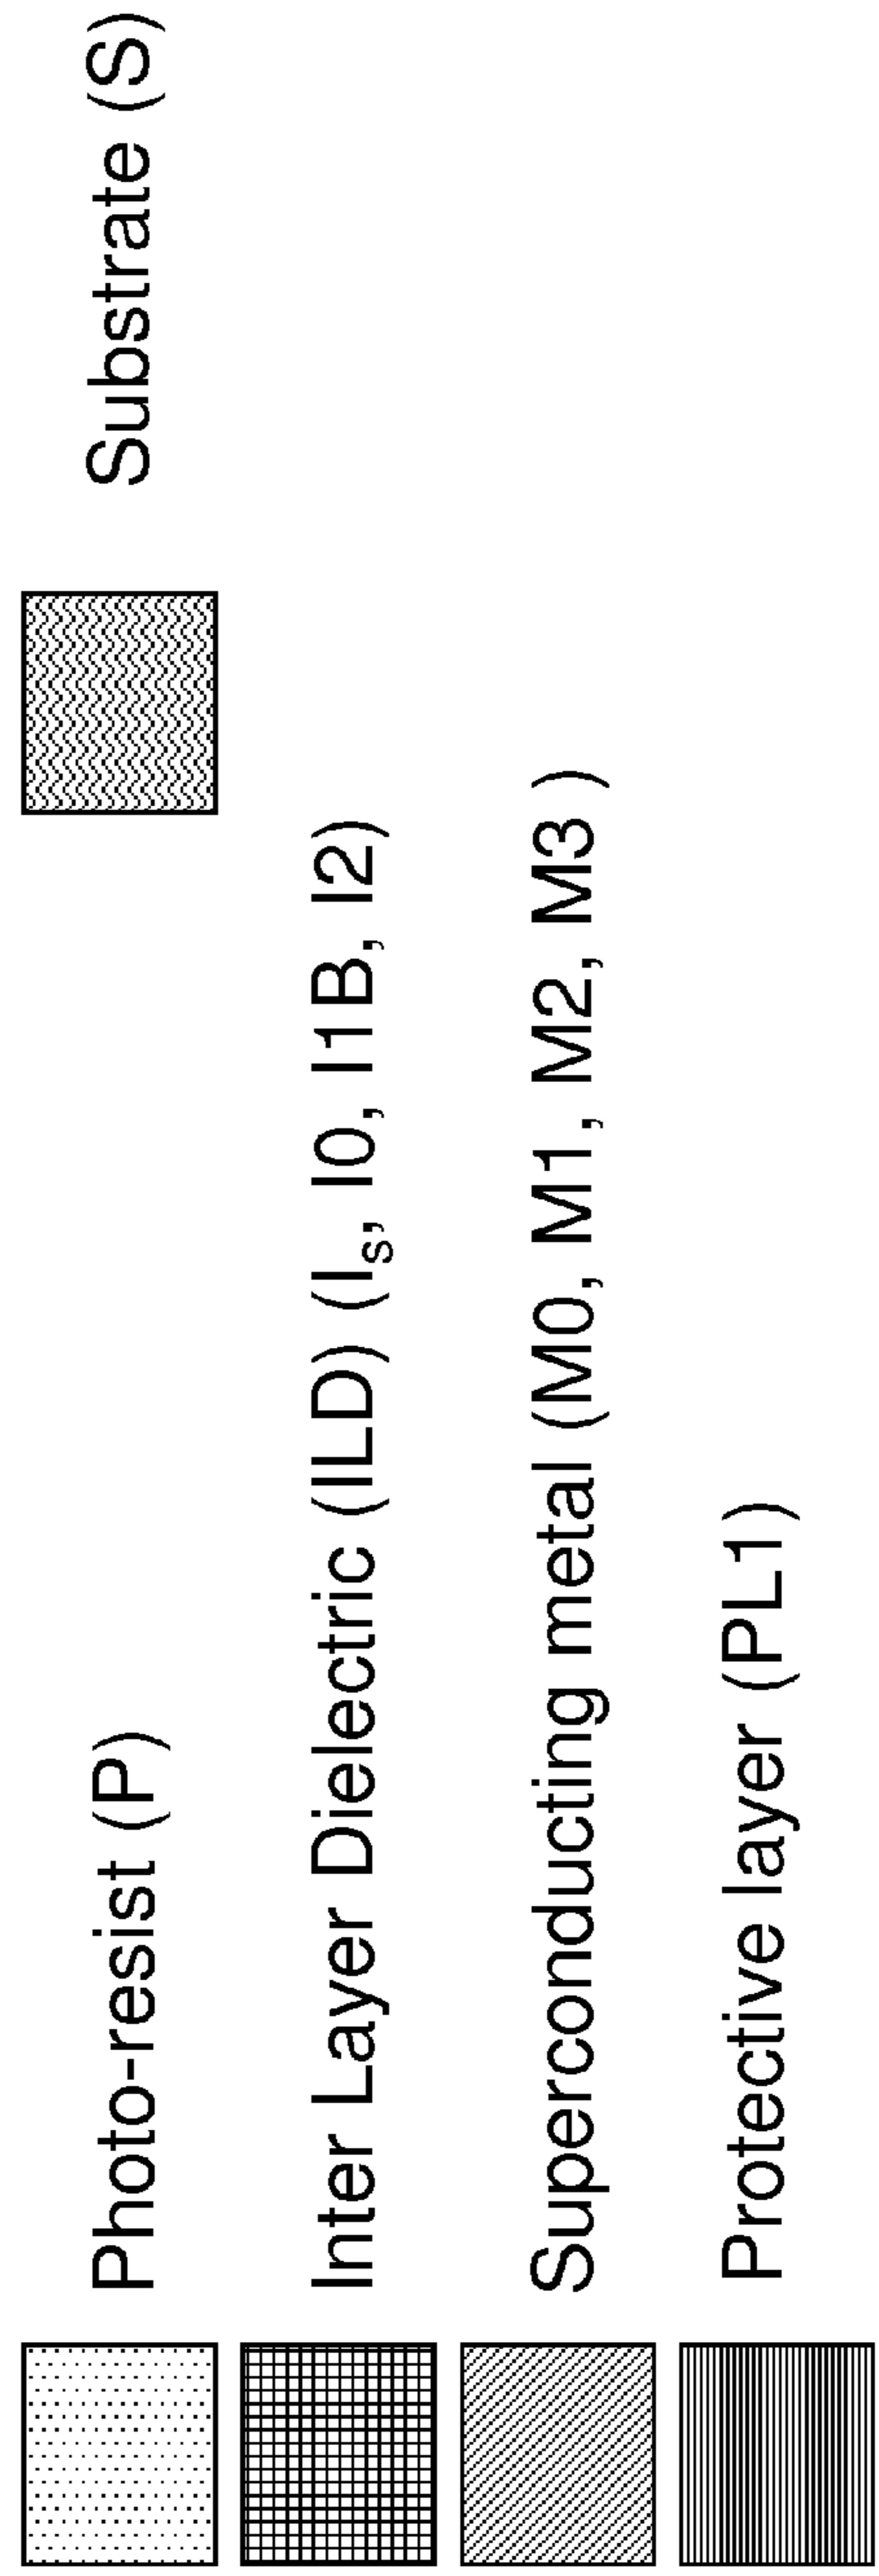 Photo-resist (P)
Substrate (S)
Inter Layer Dielectric (ILD) (Is, I0, I1B, I2)
Superconducting metal (M0, M1, M2, M3 )
Protective layer (PL1)